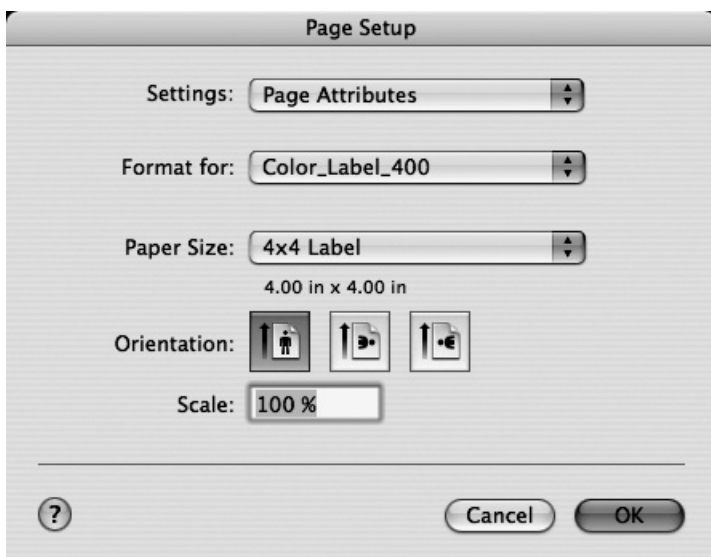 Page Setup
Settings: Page Attributes
Format for: Color_Label_400
Paper Size: 4x4 Label
4.00 in x 4.00 in
Orientation:
Scale: 100 %
? Cancel OK